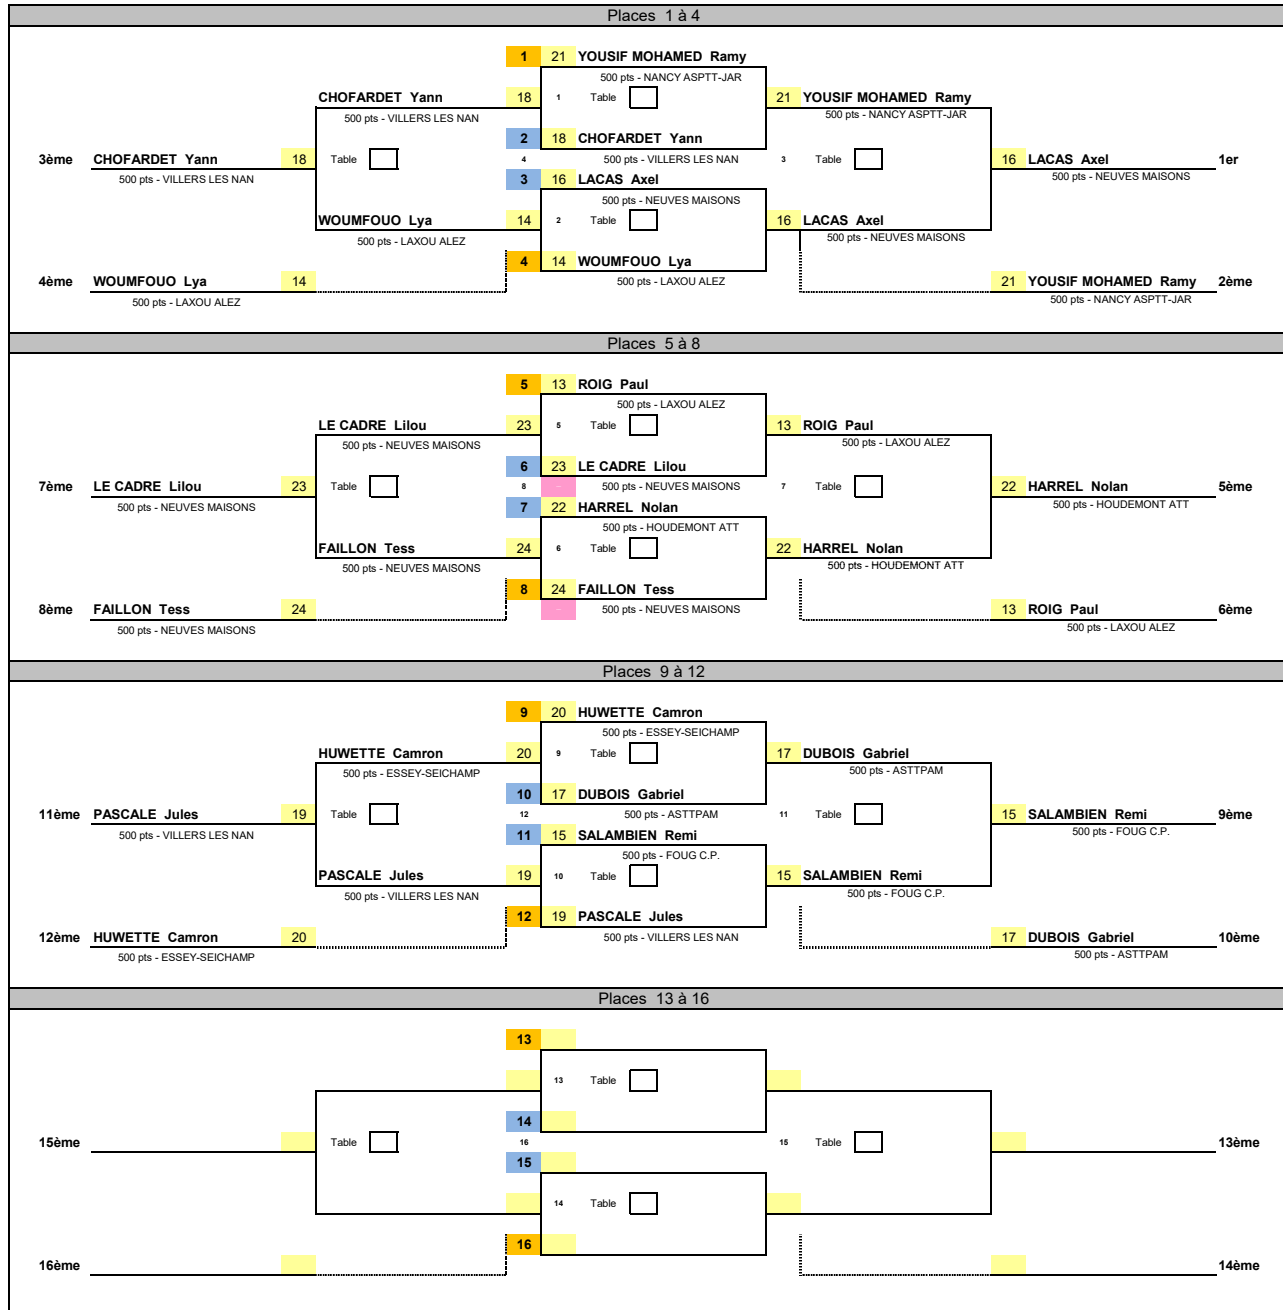 Places 1 à 4
1 21 YOUSIF MOHAMED Ramy
500 pts - NANCY ASPTT-JAR
CHOFARDET Yann 18 1 Table 21 YOUSIF MOHAMED Ramy
500 pts - VILLERS LES NAN 500 pts - NANCY ASPTT-JAR
2 18 CHOFARDET Yann
3ème CHOFARDET Yann 18 Table 4 500 pts - VILLERS LES NAN 3 Table 16 LACAS Axel 1er
500 pts - VILLERS LES NAN 3 16 LACAS Axel 500 pts - NEUVES MAISONS
500 pts - NEUVES MAISONS
WOUMFOUO Lya 14 2 Table 16 LACAS Axel
500 pts - LAXOU ALEZ 500 pts - NEUVES MAISONS
4 14 WOUMFOUO Lya
4ème WOUMFOUO Lya 14 500 pts - LAXOU ALEZ 21 YOUSIF MOHAMED Ramy 2ème
500 pts - LAXOU ALEZ 500 pts - NANCY ASPTT-JAR
Places 5 à 8
5 13 ROIG Paul
500 pts - LAXOU ALEZ
LE CADRE Lilou 23 5 Table 13 ROIG Paul
500 pts - NEUVES MAISONS 500 pts - LAXOU ALEZ
6 23 LE CADRE Lilou
7ème LE CADRE Lilou 23 Table 8 500 pts - NEUVES MAISONS 7 Table 22 HARREL Nolan 5ème
500 pts - NEUVES MAISONS 7 22 HARREL Nolan 500 pts - HOUDEMONT ATT
500 pts - HOUDEMONT ATT
FAILLON Tess 24 6 Table 22 HARREL Nolan
500 pts - NEUVES MAISONS 500 pts - HOUDEMONT ATT
8 24 FAILLON Tess
8ème FAILLON Tess 24 500 pts - NEUVES MAISONS 13 ROIG Paul 6ème
500 pts - NEUVES MAISONS 500 pts - LAXOU ALEZ
Places 9 à 12
9 20 HUWETTE Camron
500 pts - ESSEY-SEICHAMP
HUWETTE Camron 20 9 Table 17 DUBOIS Gabriel
500 pts - ESSEY-SEICHAMP 500 pts - ASTTPAM
10 17 DUBOIS Gabriel
11ème PASCALE Jules 19 Table 12 500 pts - ASTTPAM 11 Table 15 SALAMBIEN Remi 9ème
500 pts - VILLERS LES NAN 11 15 SALAMBIEN Remi 500 pts - FOUG C.P.
500 pts - FOUG C.P.
PASCALE Jules 19 10 Table 15 SALAMBIEN Remi
500 pts - VILLERS LES NAN 500 pts - FOUG C.P.
12 19 PASCALE Jules
12ème HUWETTE Camron 20 500 pts - VILLERS LES NAN 17 DUBOIS Gabriel 10ème
500 pts - ESSEY-SEICHAMP 500 pts - ASTTPAM
Places 13 à 16
13
13 Table
14
15ème Table 16 15 Table 13ème
15
14 Table
16
16ème 14ème